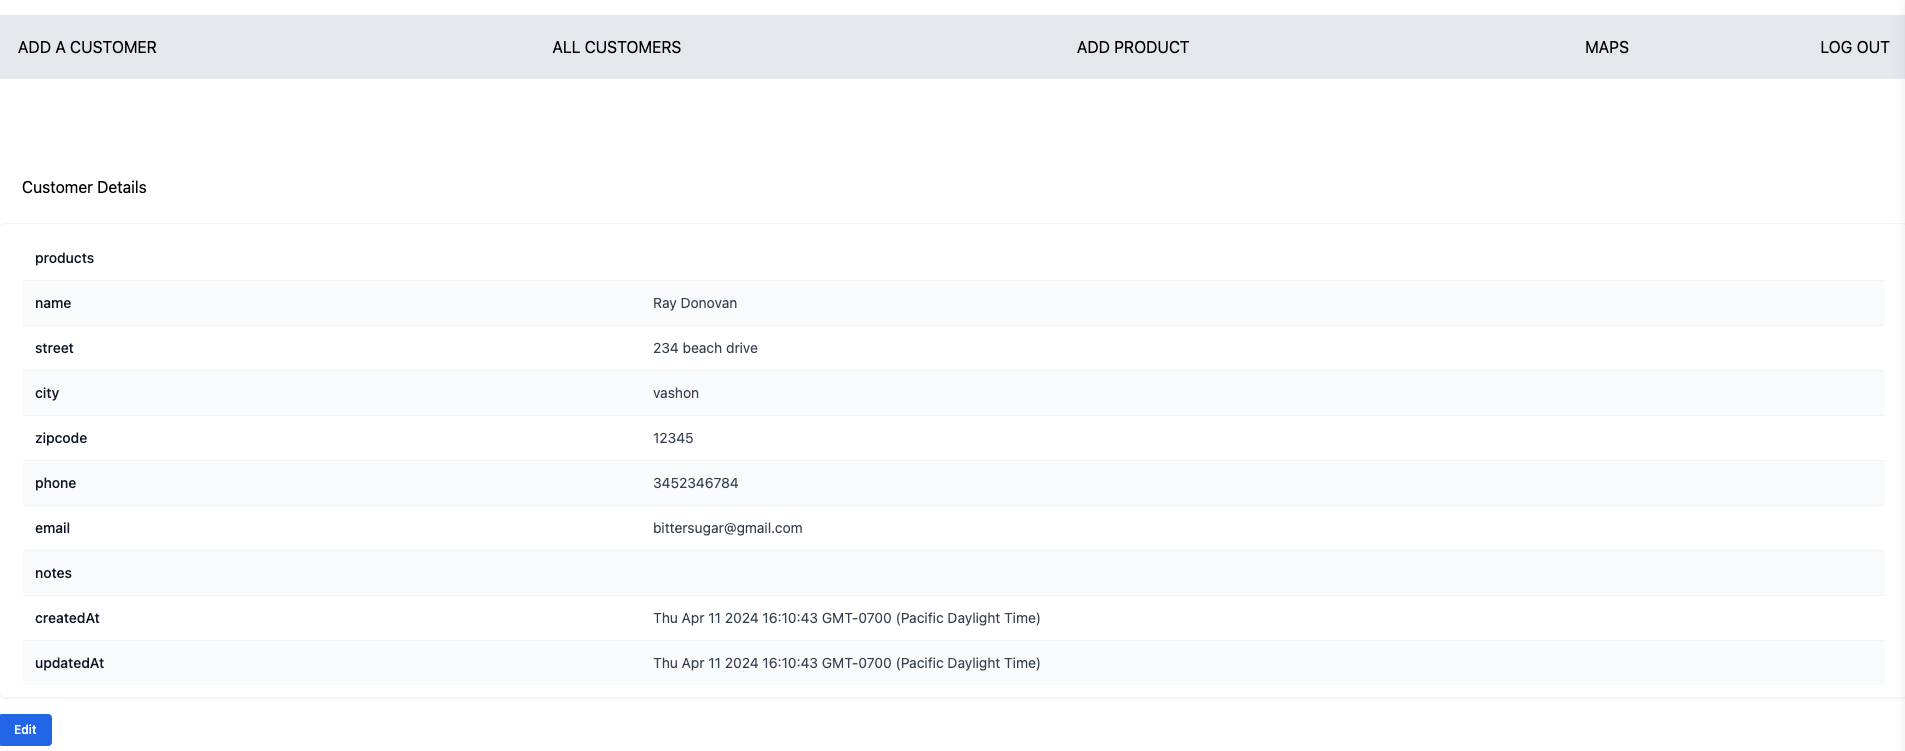 ADD A CUSTOMER ALL CUSTOMERS ADD PRODUCT MAPS LOG OUT
Customer Details
products
name Ray Donovan
street 234 beach drive
city vashon
zipcode 12345
phone 3452346784
email bittersugar@gmail.com
notes
createdAt Thu Apr 11 2024 16:10:43 GMT-0700 (Pacific Daylight Time)
updatedAt Thu Apr 11 2024 16:10:43 GMT-0700 (Pacific Daylight Time)
Edit